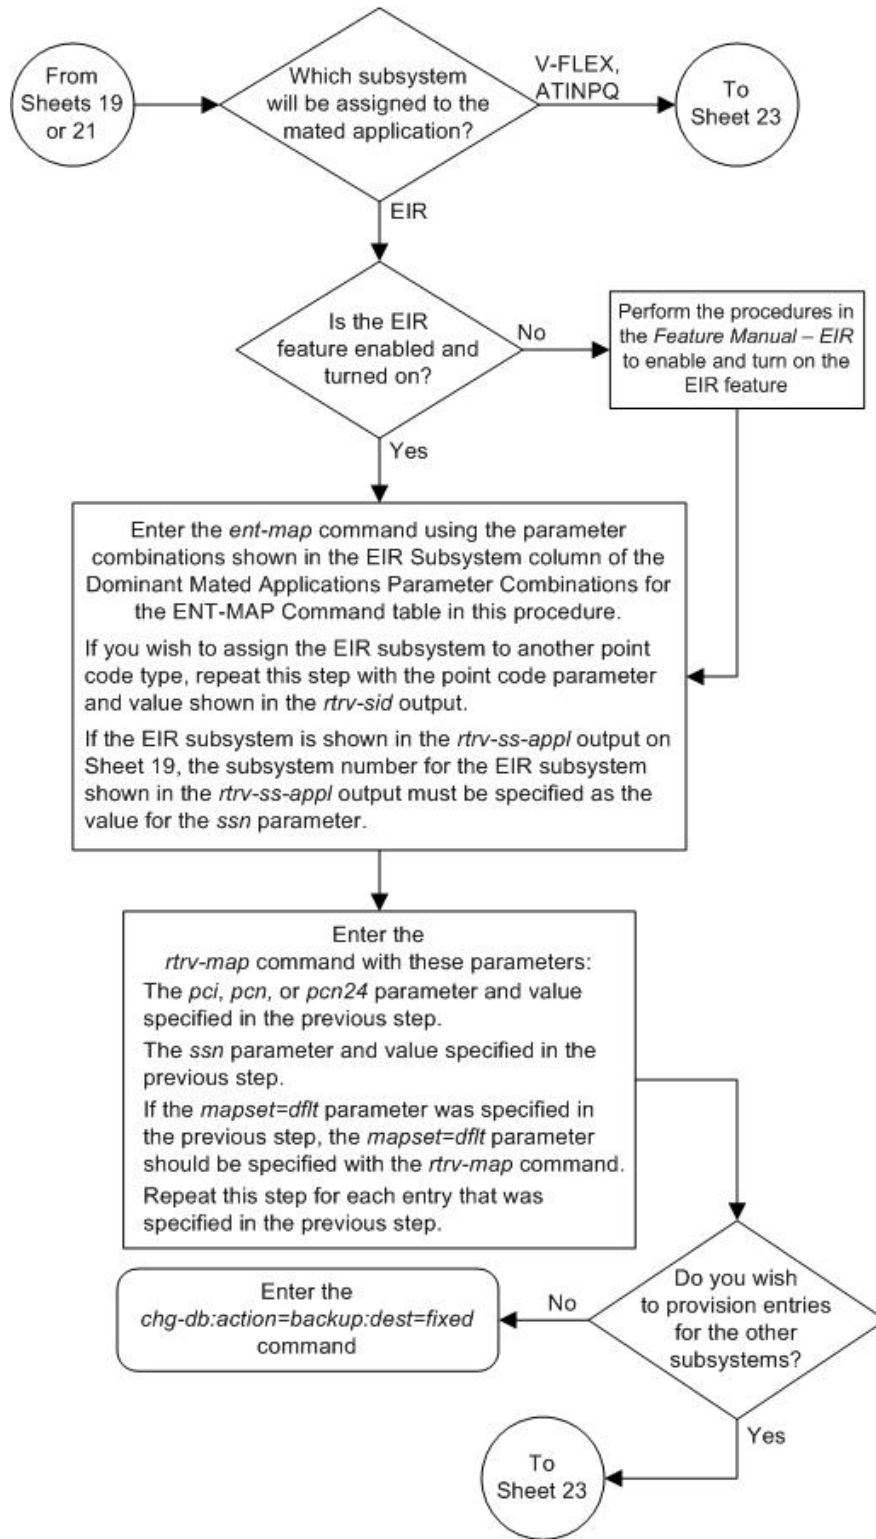 From
Sheets 19
or 21
Which subsystem
will be assigned to the
mated application?
V-FLEX,
ATINPQ
To
Sheet 23
EIR
Is the EIR
feature enabled and
turned on?
No
Perform the procedures in
the Feature Manual – EIR
to enable and turn on the
EIR feature
Yes
Enter the ent-map command using the parameter
combinations shown in the EIR Subsystem column of the
Dominant Mated Applications Parameter Combinations for
the ENT-MAP Command table in this procedure.
If you wish to assign the EIR subsystem to another point
code type, repeat this step with the point code parameter
and value shown in the rtrv-sid output.
If the EIR subsystem is shown in the rtrv-ss-appl output on
Sheet 19, the subsystem number for the EIR subsystem
shown in the rtrv-ss-appl output must be specified as the
value for the ssn parameter.
Enter the
rtrv-map command with these parameters:
The pci, pcn, or pcn24 parameter and value
specified in the previous step.
The ssn parameter and value specified in the
previous step.
If the mapset=dflt parameter was specified in
the previous step, the mapset=dflt parameter
should be specified with the rtrv-map command.
Repeat this step for each entry that was
specified in the previous step.
Do you wish
to provision entries
for the other
subsystems?
No
Enter the
chg-db:action=backup:dest=fixed
command
Yes
To
Sheet 23